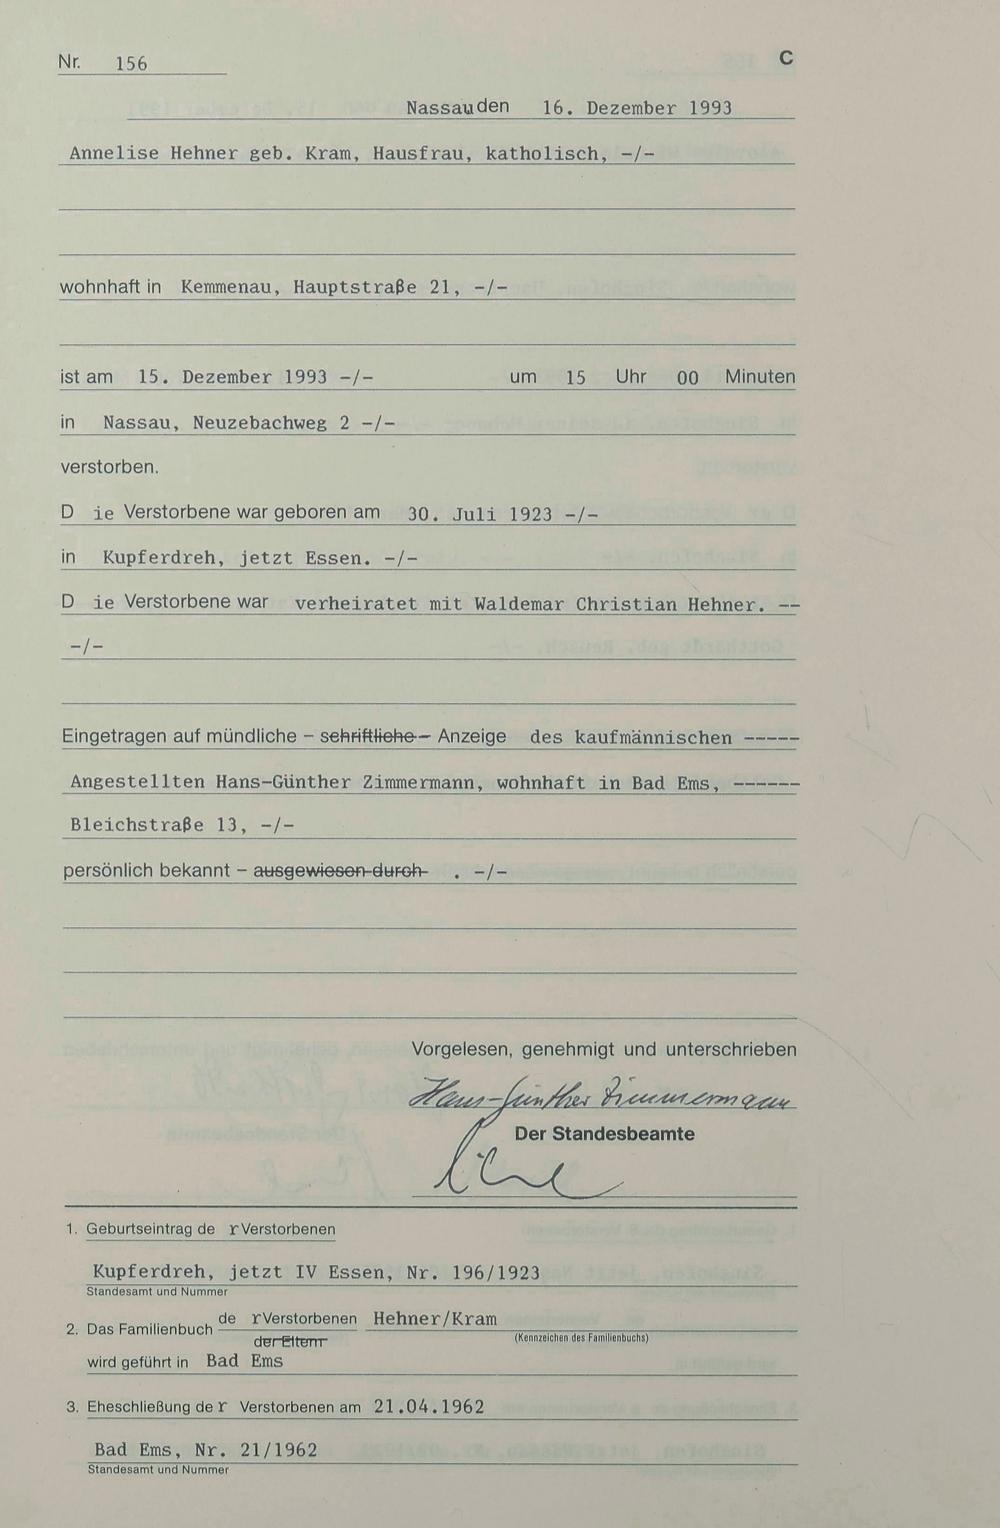 Nr. 156 C
Nassau den 16. Dezember 1993
Annelise Hehner geb. Kram, Hausfrau, katholisch, -/-
wohnhaft in Kemmenau, Hauptstraße 21, -/-
ist am 15. Dezember 1993 -/- um 15 Uhr 00 Minuten
in Nassau, Neuzebachweg 2 -/-
verstorben.
D ie Verstorbene war geboren am 30. Juli 1923 -/-
in Kupferdreh, jetzt Essen. -/-
D ie Verstorbene war verheiratet mit Waldemar Christian Hehner. --
-/-
Eingetragen auf mündliche – schriftliche – Anzeige des kaufmännischen -----
Angestellten Hans-Günther Zimmermann, wohnhaft in Bad Ems, ------
Bleichstraße 13, -/-
persönlich bekannt – ausgewiesen durch . -/-
Vorgelesen, genehmigt und unterschrieben
Hans-Günther Zimmermann
Der Standesbeamte
1. Geburtseintrag de r Verstorbenen
Kupferdreh, jetzt IV Essen, Nr. 196/1923
Standesamt und Nummer
2. Das Familienbuch de r Verstorbenen Hehner/Kram
der Eltern (Kennzeichen des Familienbuchs)
wird geführt in Bad Ems
3. Eheschließung de r Verstorbenen am 21.04.1962
Bad Ems, Nr. 21/1962
Standesamt und Nummer